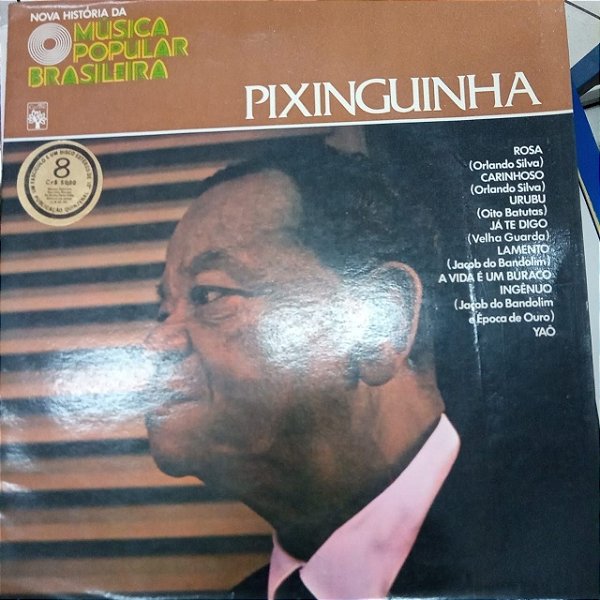 NOVA HISTÓRIA DA
MUSICA
POPULAR
BRASILEIRA
PIXINGUINHA
8
ROSA
(Orlando Silva)
CARINHOSO
(Orlando Silva)
URUBU
(Oito Batutas)
JÁ TE DIGO
(Velha Guarda)
LAMENTO
(Jacob do Bandolim)
A VIDA É UM BURACO
INGÊNUO
(Jacob do Bandolim
e Época de Ouro)
YAÔ